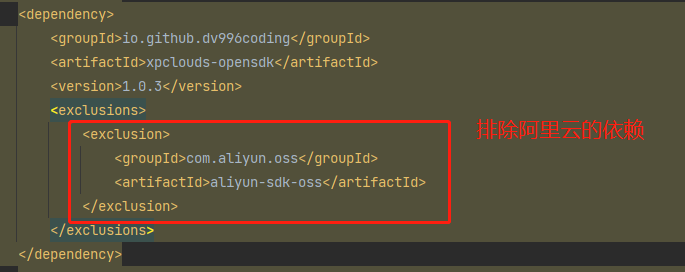 <dependency>
<groupId>io.github.dv996coding</groupId>
<artifactId>xpclouds-opensdk</artifactId>
<version>1.0.3</version>
<exclusions>
<exclusion>
排除阿里云的依赖
<groupId>com.aliyun.oss</groupId>
<artifactId>aliyun-sdk-oss</artifactId>
</exclusion>
</exclusions>
</dependency>